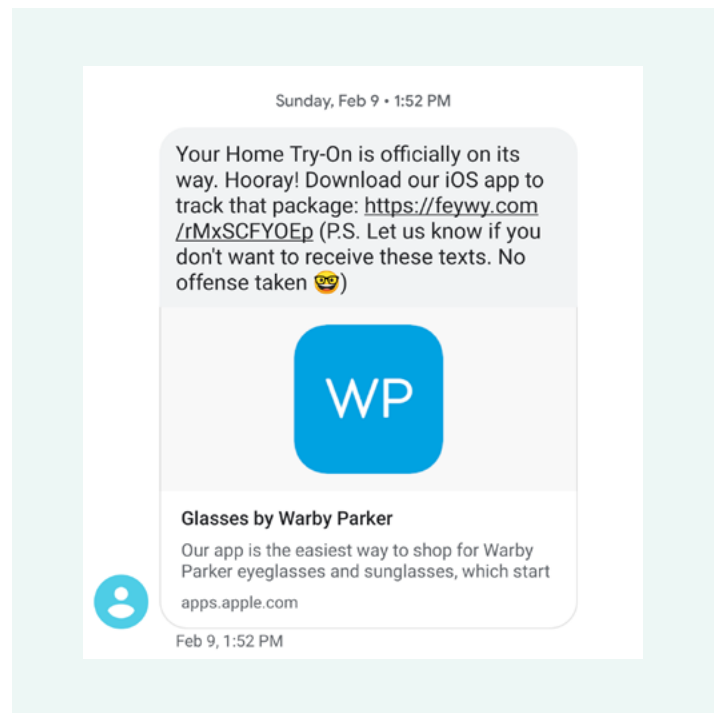 Sunday, Feb 9 • 1:52 PM
Your Home Try-On is officially on its
way. Hooray! Download our iOS app to
track that package: https://feywy.com
/rMxSCFYOEp (P.S. Let us know if you
don't want to receive these texts. No
offense taken 🤓)
WP
Glasses by Warby Parker
Our app is the easiest way to shop for Warby
Parker eyeglasses and sunglasses, which start
apps.apple.com
Feb 9, 1:52 PM